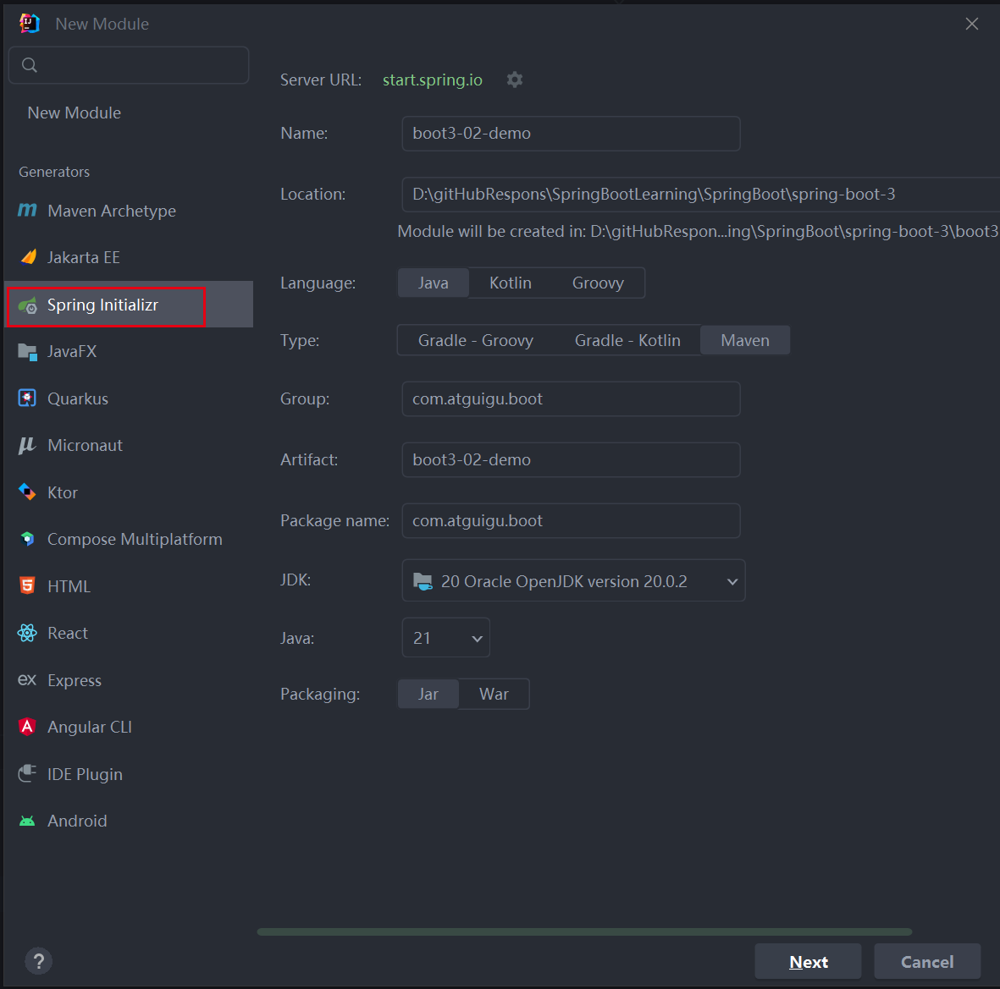 New Module
New Module
Generators
Maven Archetype
Jakarta EE
Spring Initializr
JavaFX
Quarkus
Micronaut
Ktor
Compose Multiplatform
HTML
React
ex Express
Angular CLI
IDE Plugin
Android
Server URL: start.spring.io
Name: boot3-02-demo
Location: D:\gitHubRespons\SpringBootLearning\SpringBoot\spring-boot-3
Module will be created in: D:\gitHubRespon...ing\SpringBoot\spring-boot-3\boot3
Language: Java Kotlin Groovy
Type: Gradle - Groovy Gradle - Kotlin Maven
Group: com.atguigu.boot
Artifact: boot3-02-demo
Package name: com.atguigu.boot
JDK: 20 Oracle OpenJDK version 20.0.2
Java: 21
Packaging: Jar War
? Next Cancel